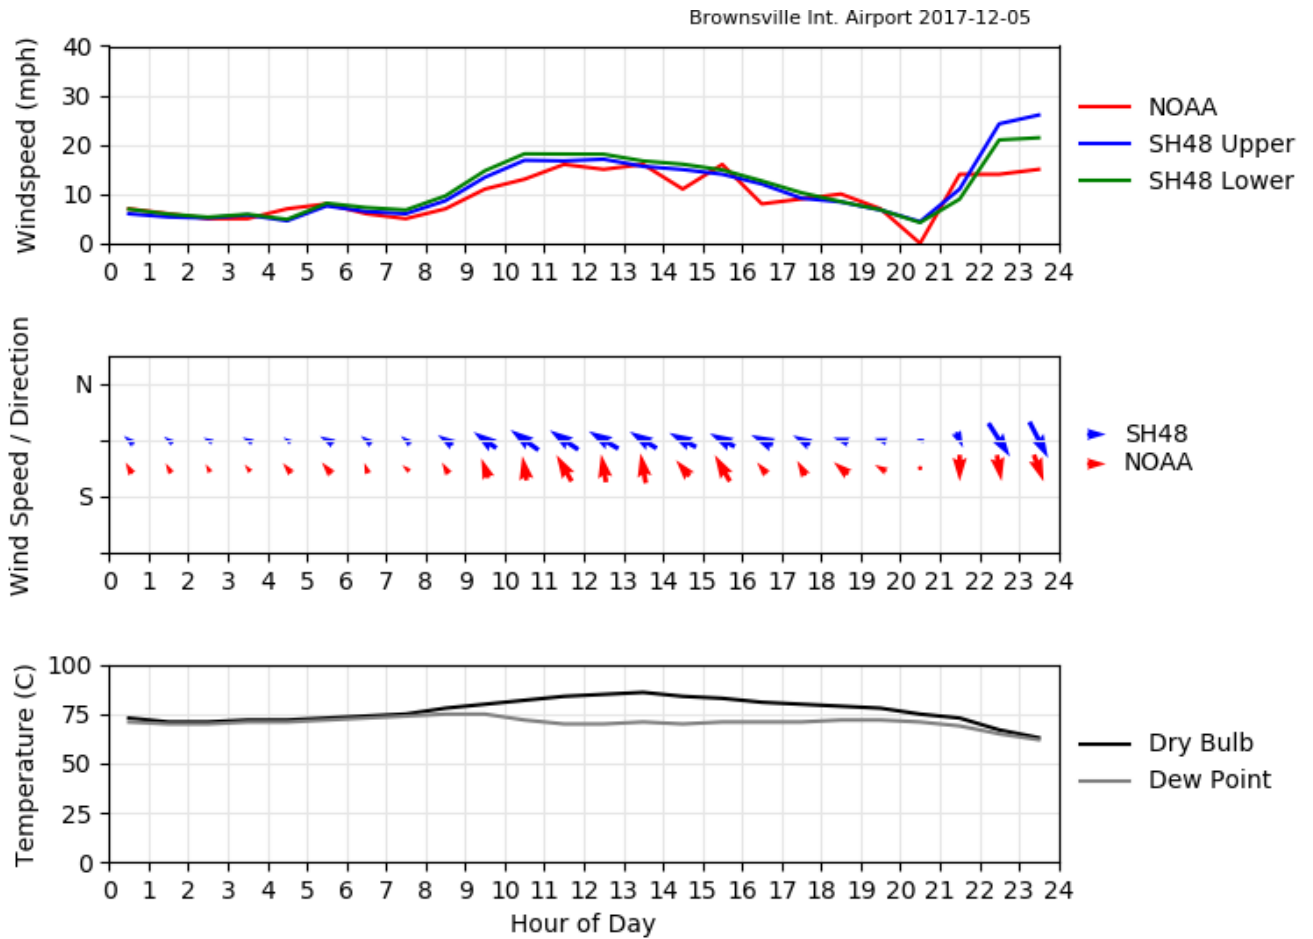 Brownsville Int. Airport 2017-12-05
Windspeed (mph)
40
30
20
10
0
0 1 2 3 4 5 6 7 8 9 10 11 12 13 14 15 16 17 18 19 20 21 22 23 24
NOAA
SH48 Upper
SH48 Lower
Wind Speed / Direction
N
S
0 1 2 3 4 5 6 7 8 9 10 11 12 13 14 15 16 17 18 19 20 21 22 23 24
SH48
NOAA
Temperature (C)
100
75
50
25
0
0 1 2 3 4 5 6 7 8 9 10 11 12 13 14 15 16 17 18 19 20 21 22 23 24
Hour of Day
Dry Bulb
Dew Point